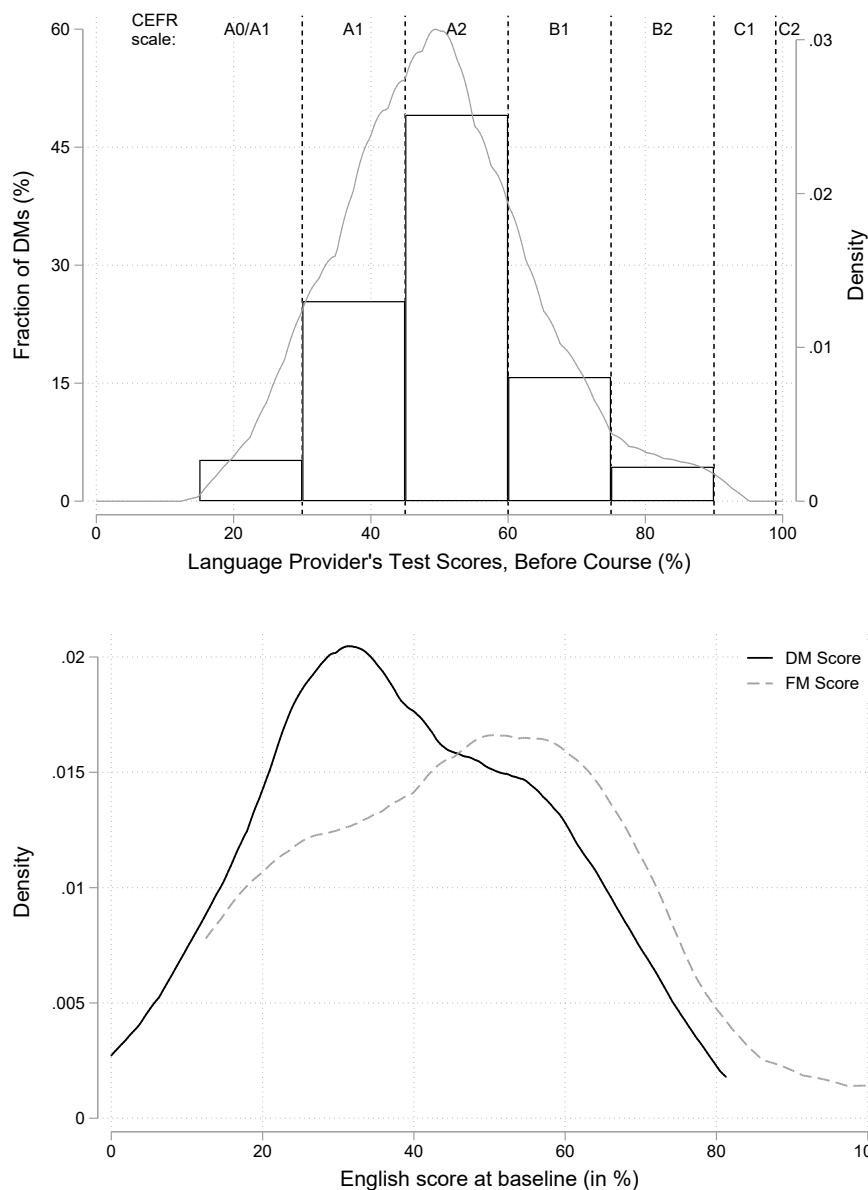 CEFR
scale:
A0/A1
A1
A2
B1
B2
C1
C2
60
45
30
15
0
Fraction of DMs (%)
.03
.02
.01
0
Density
0
20
40
60
80
100
Language Provider's Test Scores, Before Course (%)
.02
.015
.01
.005
0
Density
DM Score
FM Score
0
20
40
60
80
English score at baseline (in %)